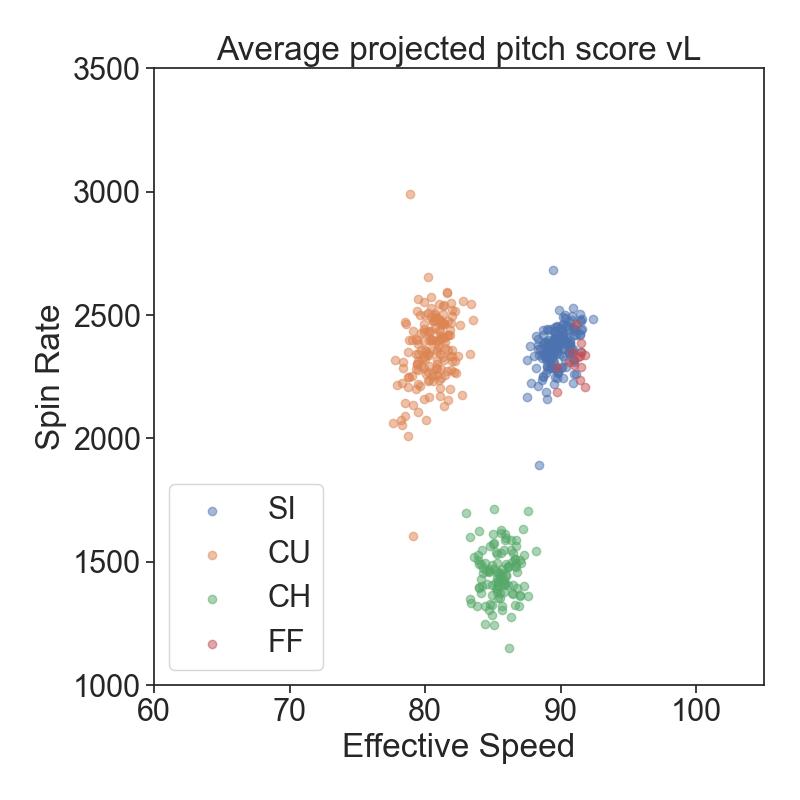 Average projected pitch score vL
3500
3000
2500
2000
1500
1000
Spin Rate
SI
CU
CH
FF
60 70 80 90 100
Effective Speed